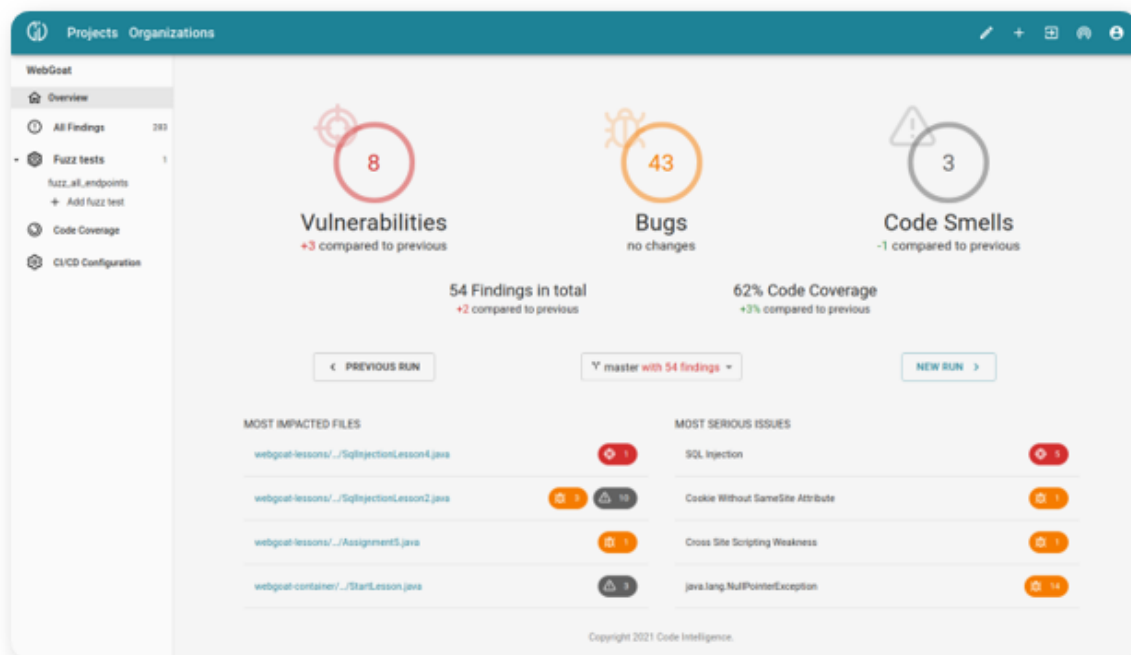 Projects Organizations
WebGoat
Overview
All Findings 283
Fuzz tests 1
fuzz_all_endpoints
+ Add fuzz test
Code Coverage
CI/CD Configuration
8
Vulnerabilities
+3 compared to previous
43
Bugs
no changes
3
Code Smells
-1 compared to previous
54 Findings in total
+2 compared to previous
62% Code Coverage
+3% compared to previous
< PREVIOUS RUN
master with 54 findings
NEW RUN >
MOST IMPACTED FILES
webgoat-lessons/.../SqlInjectionLesson4.java 1
webgoat-lessons/.../SqlInjectionLesson2.java 3 10
webgoat-lessons/.../Assignment5.java 1
webgoat-container/.../StartLesson.java 3
MOST SERIOUS ISSUES
SQL Injection 5
Cookie Without SameSite Attribute 1
Cross Site Scripting Weakness 1
java.lang.NullPointerException 14
Copyright 2021 Code Intelligence.